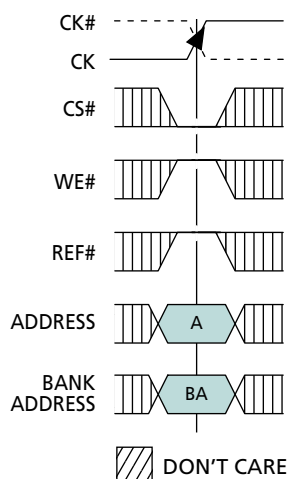 CK#
CK
CS#
WE#
REF#
ADDRESS
A
BANK
ADDRESS
BA
DON'T CARE